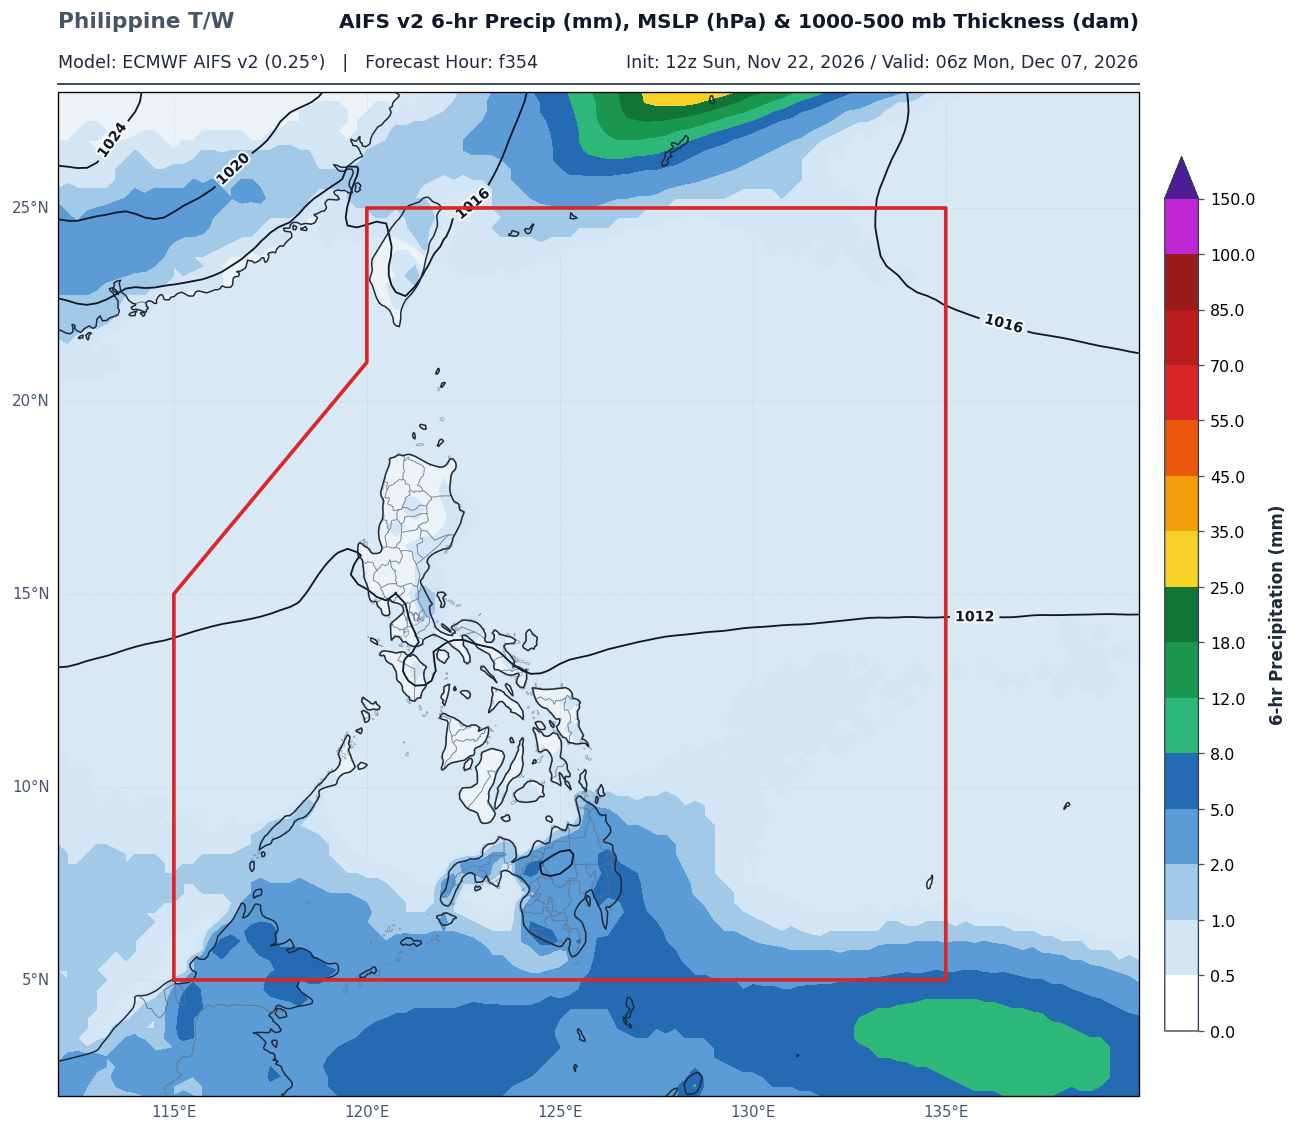 Philippine T/W
AIFS v2 6-hr Precip (mm), MSLP (hPa) & 1000-500 mb Thickness (dam)
Model: ECMWF AIFS v2 (0.25°) | Forecast Hour: f354
Init: 12z Sun, Nov 22, 2026 / Valid: 06z Mon, Dec 07, 2026
1024
1020
1016
1016
1012
25°N
20°N
15°N
10°N
5°N
115°E
120°E
125°E
130°E
135°E
150.0
100.0
85.0
70.0
55.0
45.0
35.0
25.0
18.0
12.0
8.0
5.0
2.0
1.0
0.5
0.0
6-hr Precipitation (mm)